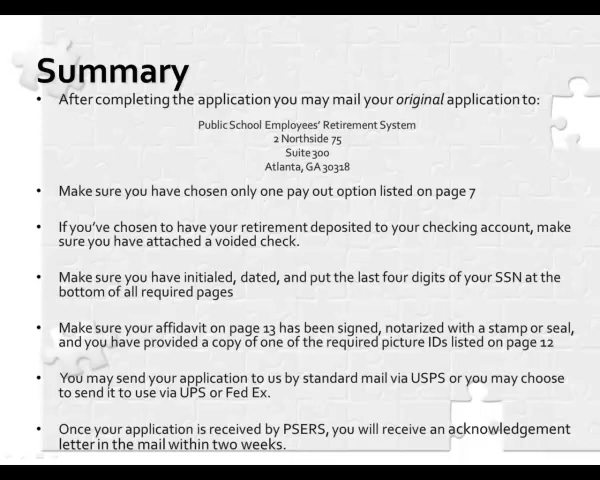 Summary
• After completing the application you may mail your original application to:
Public School Employees' Retirement System
2 Northside 75
Suite 300
Atlanta, GA 30318
• Make sure you have chosen only one pay out option listed on page 7
• If you've chosen to have your retirement deposited to your checking account, make
sure you have attached a voided check.
• Make sure you have initialed, dated, and put the last four digits of your SSN at the
bottom of all required pages
• Make sure your affidavit on page 13 has been signed, notarized with a stamp or seal,
and you have provided a copy of one of the required picture IDs listed on page 12
• You may send your application to us by standard mail via USPS or you may choose
to send it to use via UPS or Fed Ex.
• Once your application is received by PSERS, you will receive an acknowledgement
letter in the mail within two weeks.